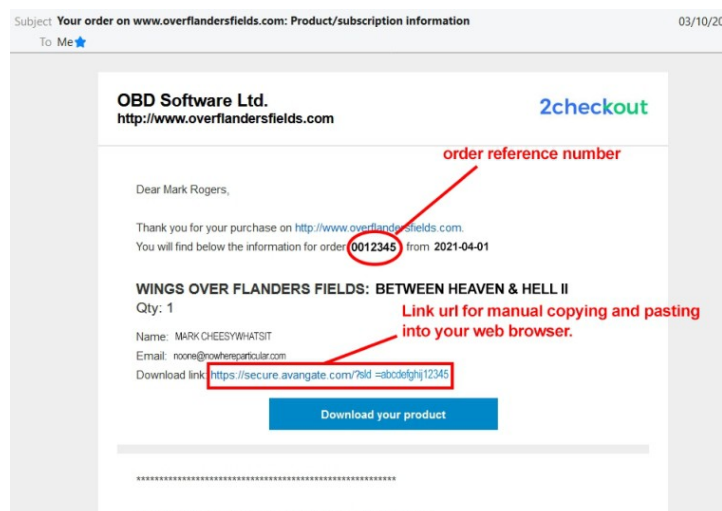 Subject Your order on www.overflandersfields.com: Product/subscription information 03/10/20
To Me
OBD Software Ltd.
http://www.overflandersfields.com
2checkout
order reference number
Dear Mark Rogers,
Thank you for your purchase on http://www.overflandersfields.com.
You will find below the information for order 0012345 from 2021-04-01
WINGS OVER FLANDERS FIELDS: BETWEEN HEAVEN & HELL II
Qty: 1
Link url for manual copying and pasting
into your web browser.
Name: MARK CHEESYWHATSIT
Email: noone@nowhereparticular.com
Download link: https://secure.avangate.com/?sld =abcdefghij12345
Download your product
********************************************************